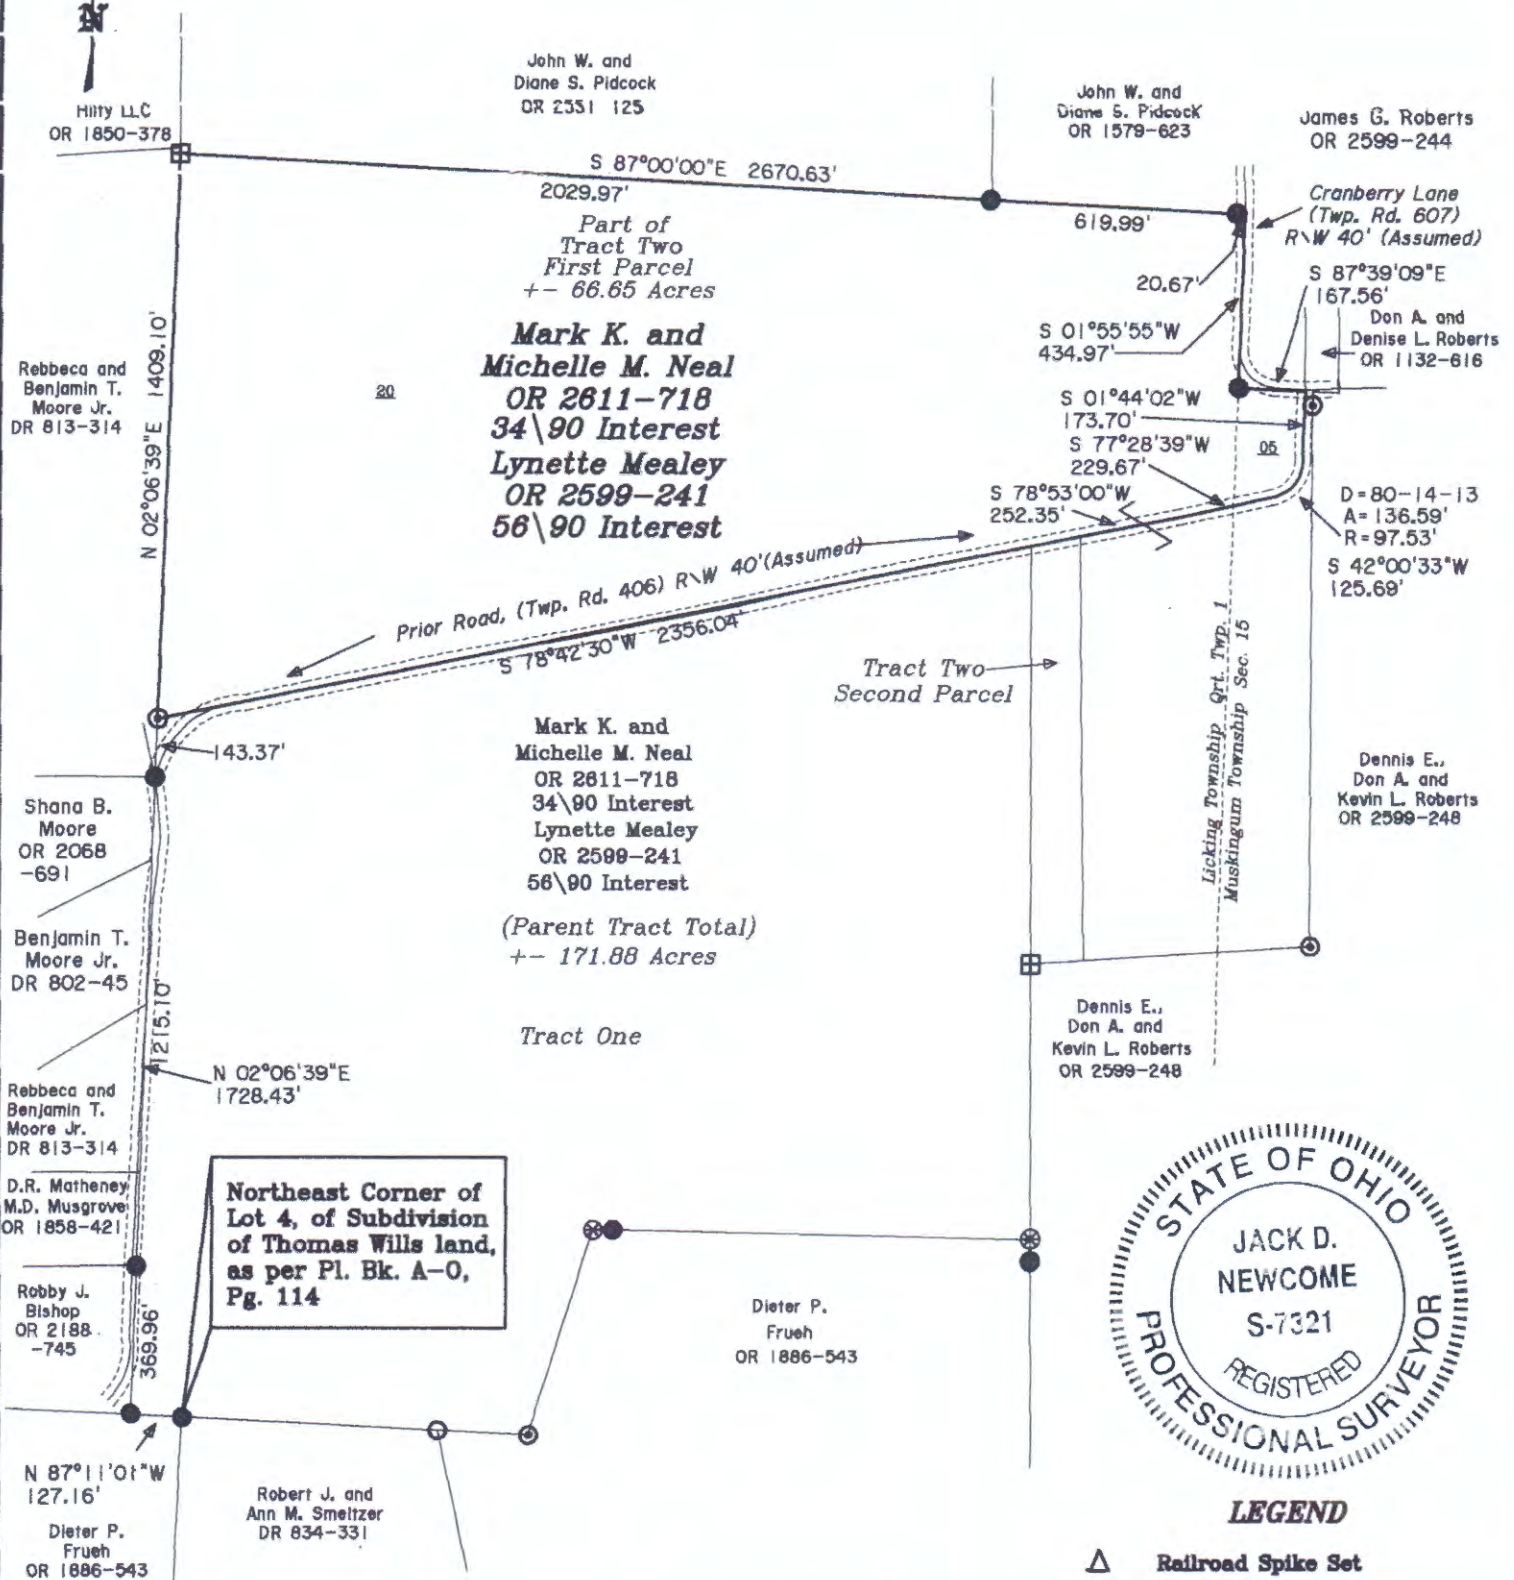 N
Hilty LLC
OR 1850-378
John W. and
Diane S. Pidcock
OR 2551 125
John W. and
Diane S. Pidcock
OR 1579-623
James G. Roberts
OR 2599-244
S 87°00'00"E 2670.63'
2029.97'
619.99'
Cranberry Lane
(Twp. Rd. 607)
R\W 40' (Assumed)
Part of
Tract Two
First Parcel
+- 66.65 Acres
20.67'
S 87°39'09"E
167.56'
S 01°55'55"W
434.97'
Don A. and
Denise L. Roberts
OR 1132-616
N 02°06'39"E 1409.10'
Rebbeca and
Benjamin T.
Moore Jr.
DR 813-314
20
Mark K. and
Michelle M. Neal
OR 2611-718
34\90 Interest
Lynette Mealey
OR 2599-241
56\90 Interest
S 01°44'02"W
173.70'
S 77°28'39"W
229.67'
05
S 78°53'00"W
252.35'
D=80-14-13
A=136.59'
R=97.53'
S 42°00'33"W
125.69'
Prior Road, (Twp. Rd. 406) R\W 40'(Assumed)
S 78°42'30"W 2356.04'
Tract Two
Second Parcel
Licking Township Qrt. Twp. 1
Muskingum Township Sec. 15
143.37'
Mark K. and
Michelle M. Neal
OR 2611-718
34\90 Interest
Lynette Mealey
OR 2599-241
56\90 Interest
(Parent Tract Total)
+- 171.88 Acres
Dennis E.,
Don A. and
Kevin L. Roberts
OR 2599-248
Shana B.
Moore
OR 2068
-691
Benjamin T.
Moore Jr.
DR 802-45
1215.10'
Tract One
Dennis E.,
Don A. and
Kevin L. Roberts
OR 2599-248
N 02°06'39"E
1728.43'
Rebbeca and
Benjamin T.
Moore Jr.
DR 813-314
D.R. Matheney
M.D. Musgrove
OR 1858-421
Northeast Corner of
Lot 4, of Subdivision
of Thomas Wills land,
as per Pl. Bk. A-O,
Pg. 114
Robby J.
Bishop
OR 2188
-745
369.96'
Dieter P.
Frueh
OR 1886-543
STATE OF OHIO
JACK D.
NEWCOME
S-7321
REGISTERED
PROFESSIONAL SURVEYOR
N 87°11'01"W
127.16'
Dieter P.
Frueh
OR 1886-543
Robert J. and
Ann M. Smeltzer
DR 834-331
LEGEND
Railroad Spike Set